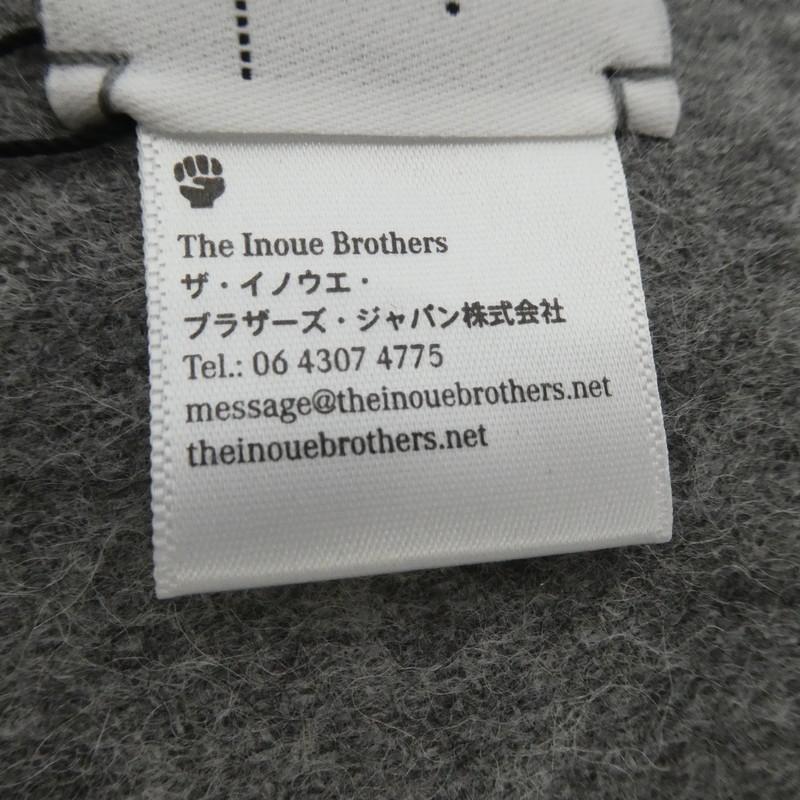 The Inoue Brothers
ザ・イノウエ・
ブラザーズ・ジャパン株式会社
Tel.: 06 4307 4775
message@theinouebrothers.net
theinouebrothers.net